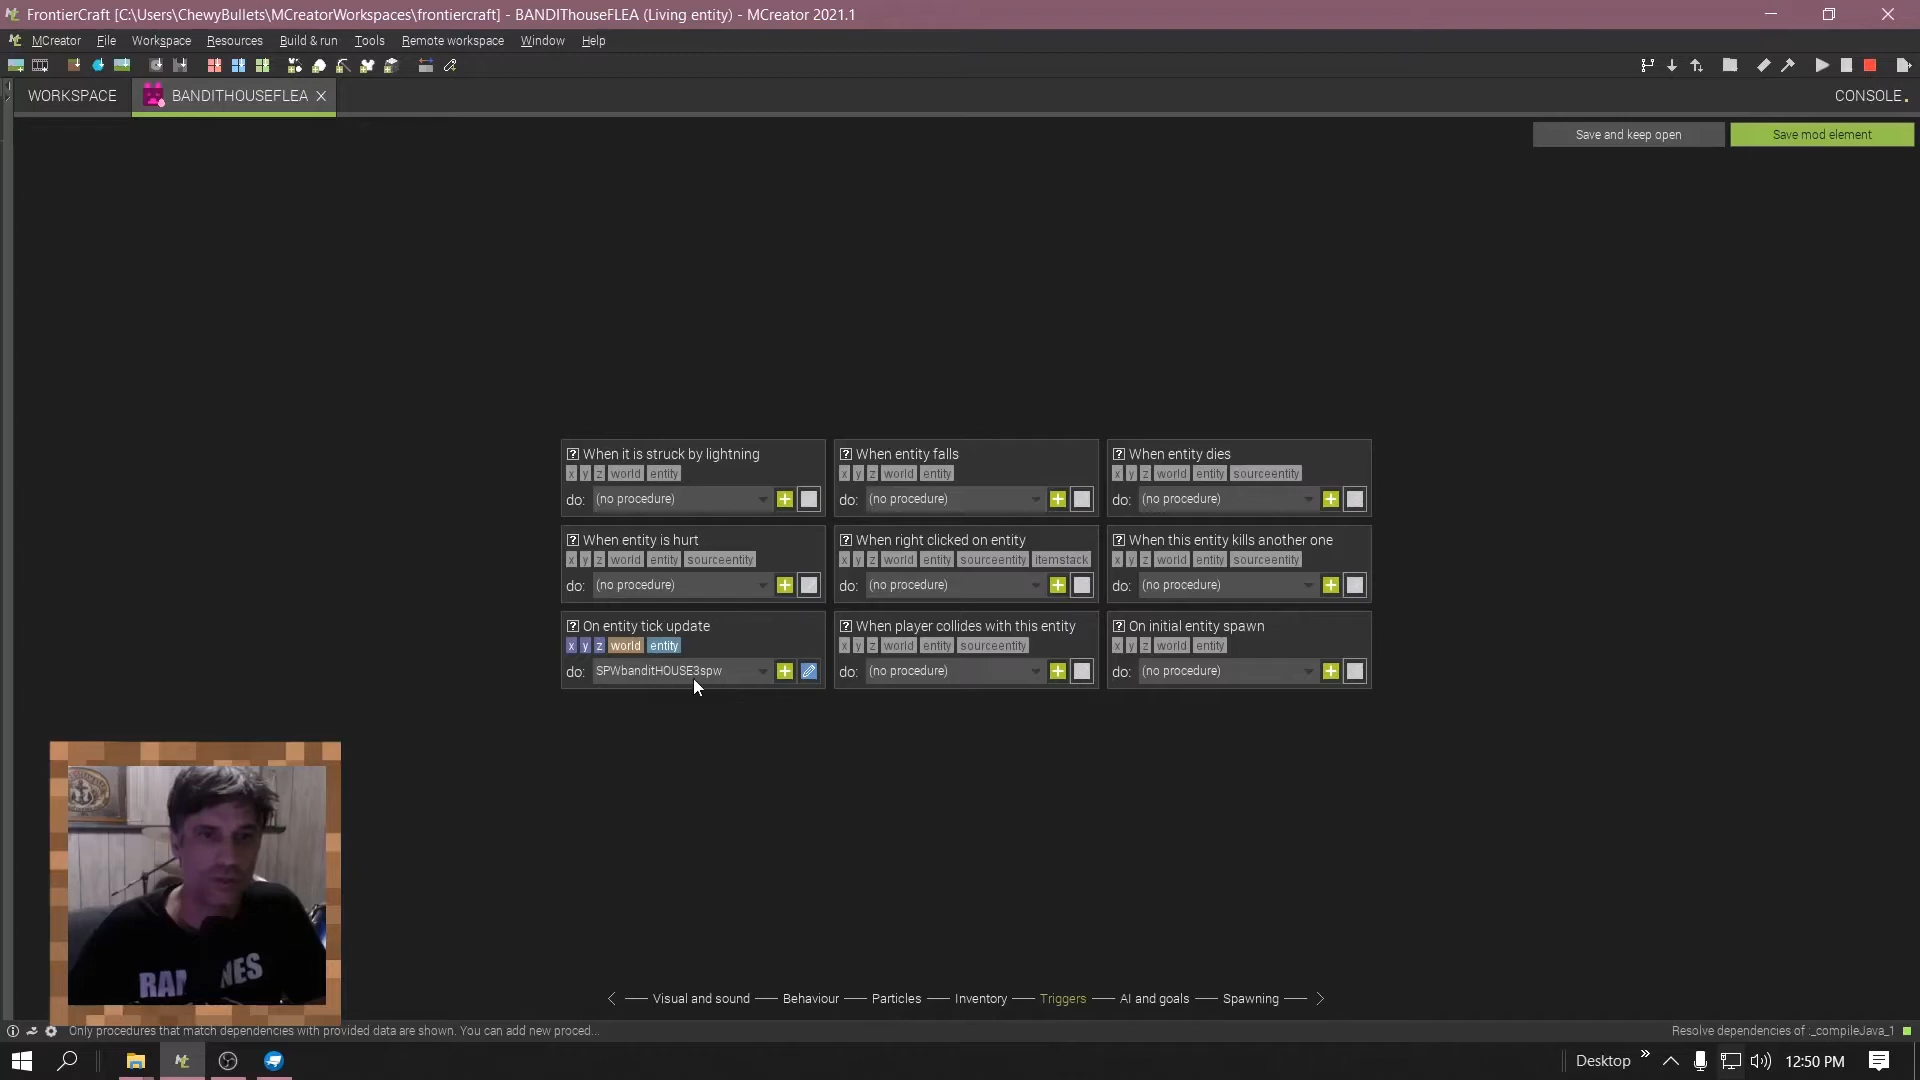 FrontierCraft [C:\Users\ChewyBullets\MCreatorWorkspaces\frontiercraft] - BANDIThouseFLEA (Living entity) - MCreator 2021.1
MCreator File Workspace Resources Build & run Tools Remote workspace Window Help
WORKSPACE BANDITHOUSEFLEA CONSOLE
Save and keep open Save mod element
When it is struck by lightning
x y z world entity
do: (no procedure)
When entity falls
x y z world entity
do: (no procedure)
When entity dies
x y z world entity sourceentity
do: (no procedure)
When entity is hurt
x y z world entity sourceentity
do: (no procedure)
When right clicked on entity
x y z world entity sourceentity itemstack
do: (no procedure)
When this entity kills another one
x y z world entity sourceentity
do: (no procedure)
On entity tick update
x y z world entity
do: SPWbanditHOUSE3spw
When player collides with this entity
x y z world entity sourceentity
do: (no procedure)
On initial entity spawn
x y z world entity
do: (no procedure)
Visual and sound Behaviour Particles Inventory Triggers AI and goals Spawning
Only procedures that match dependencies with provided data are shown. You can add new proced...
Resolve dependencies of :_compileJava_1
Desktop 12:50 PM